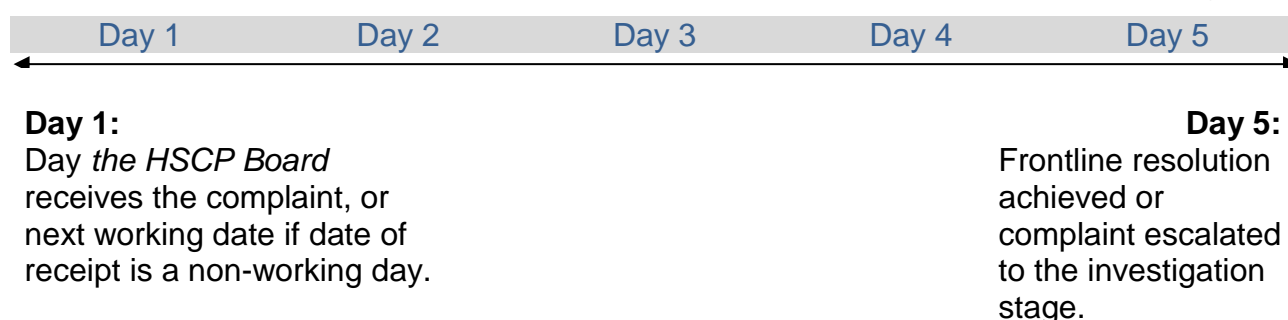 Day 1 Day 2 Day 3 Day 4 Day 5
Day 1:
Day the HSCP Board
receives the complaint, or
next working date if date of
receipt is a non-working day.
Day 5:
Frontline resolution
achieved or
complaint escalated
to the investigation
stage.